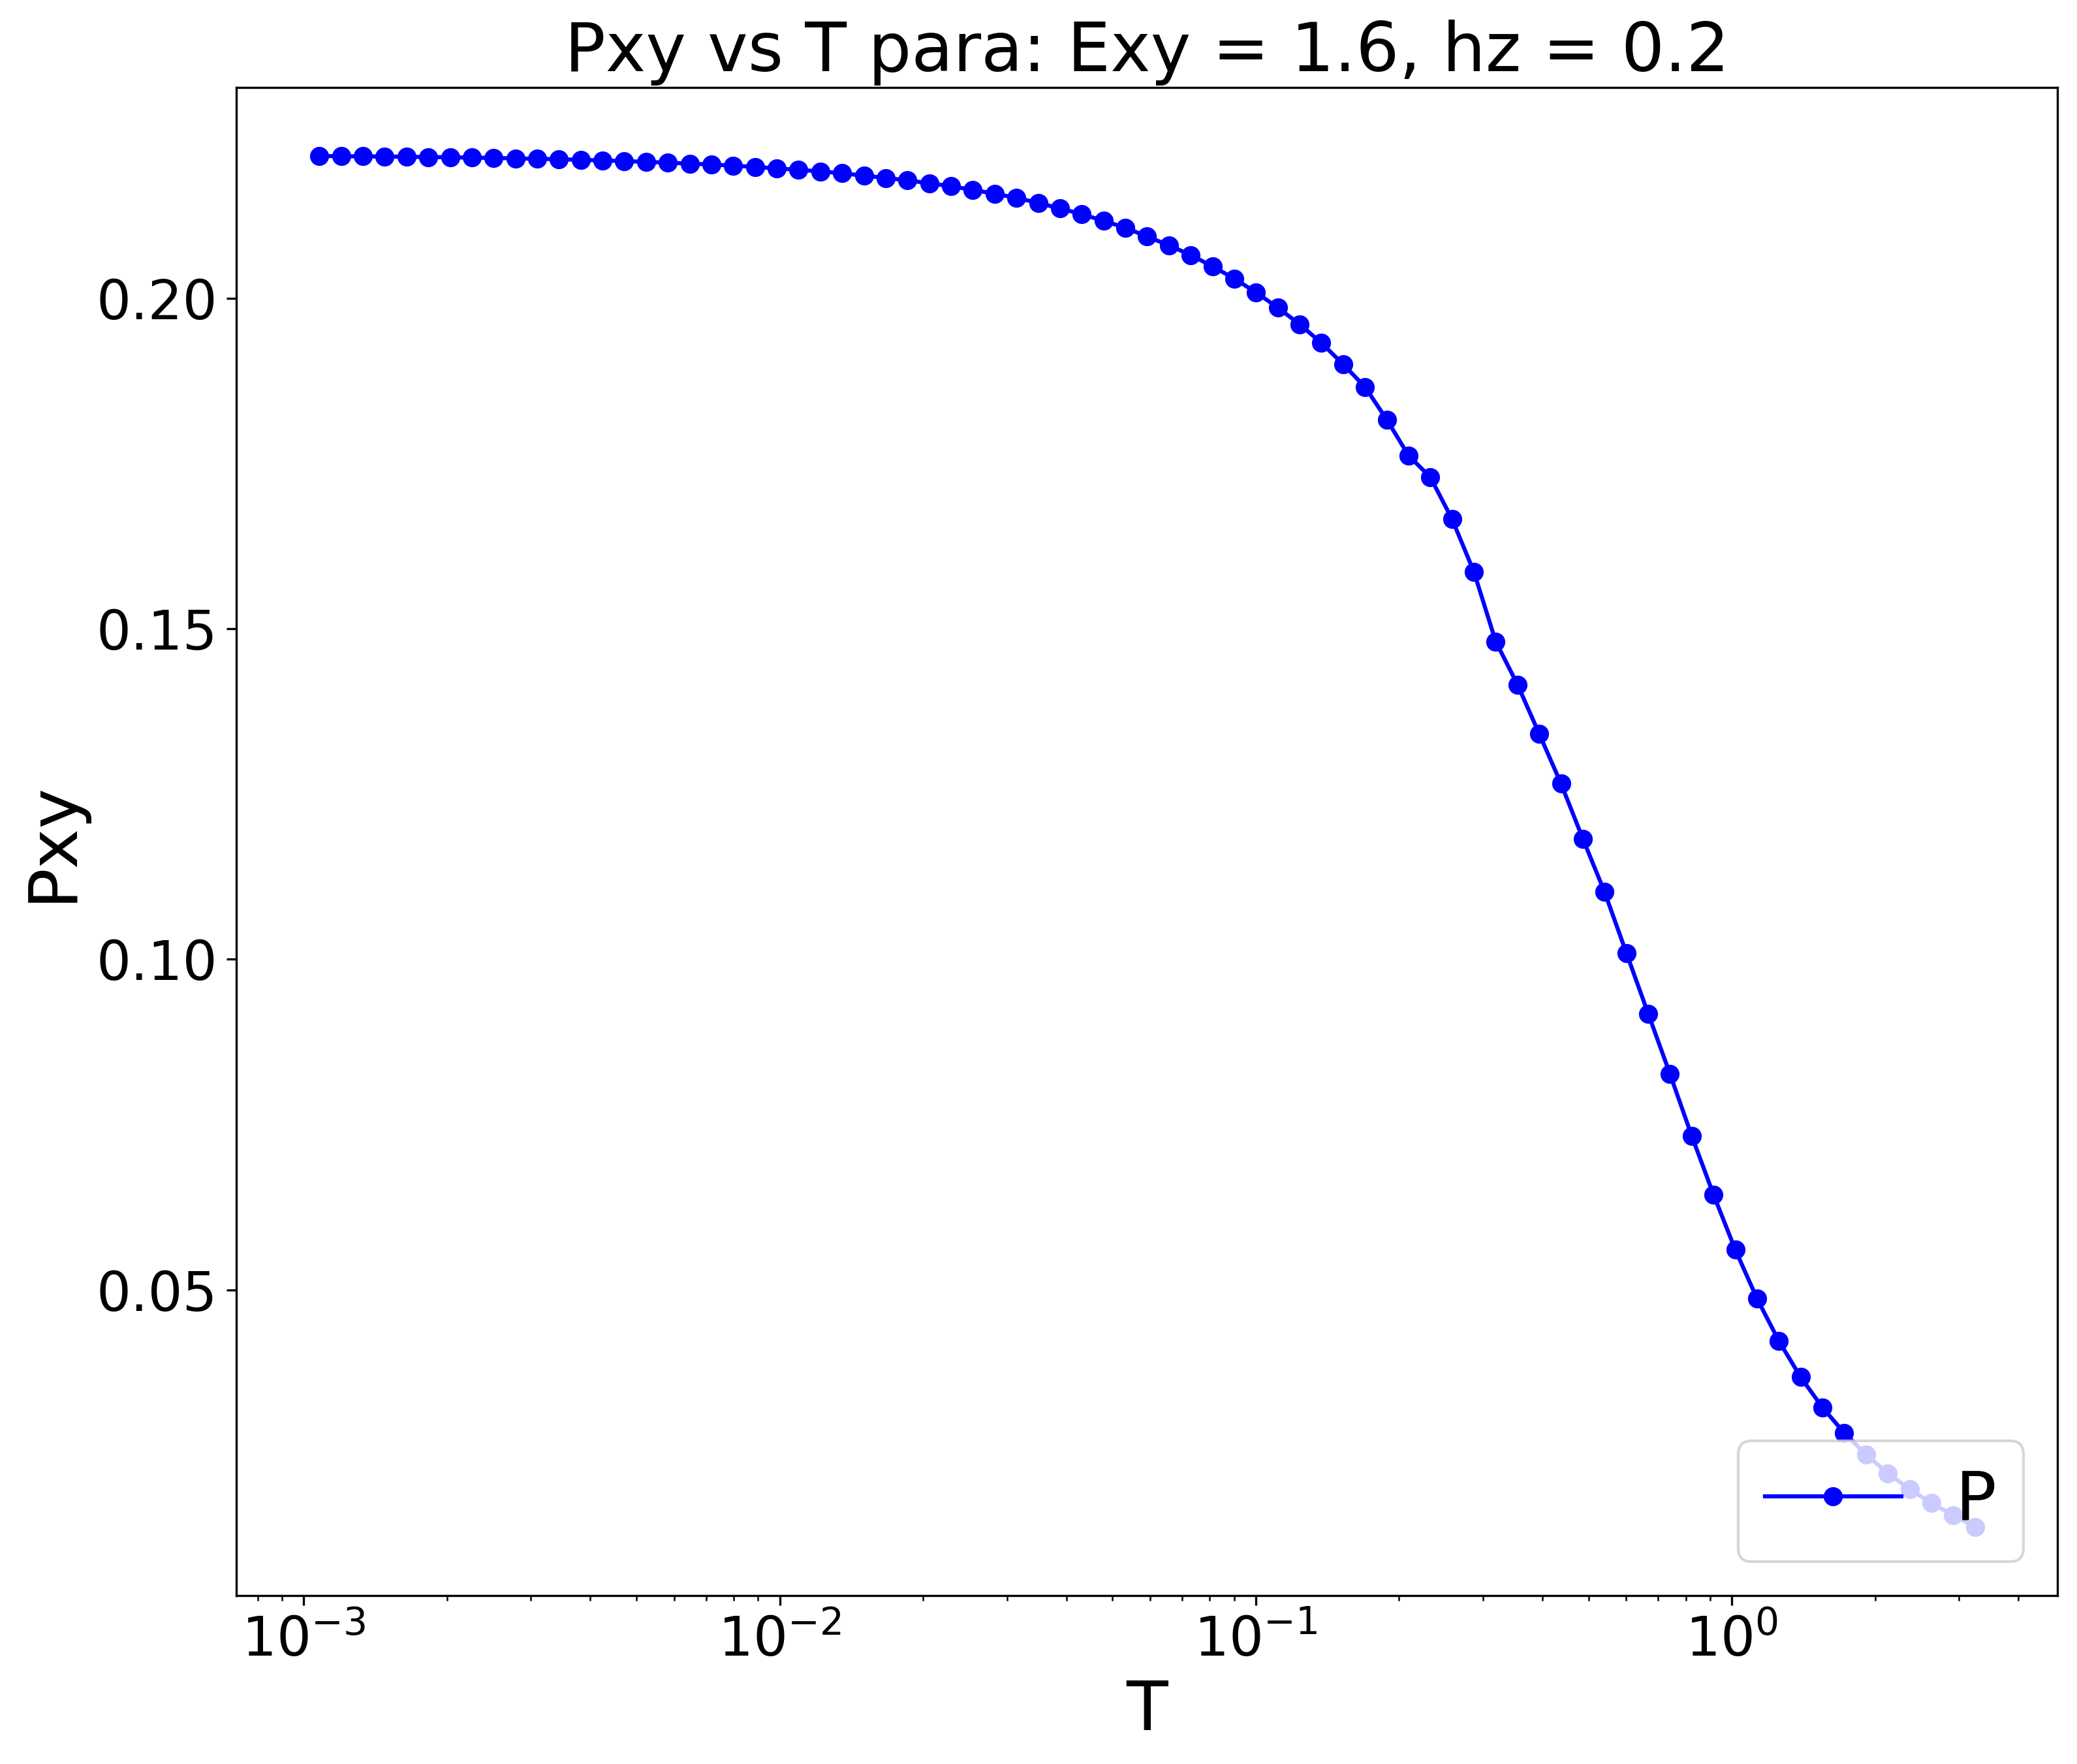 Pxy vs T para: Exy = 1.6, hz = 0.2
0.20
0.15
0.10
0.05
Pxy
P
10⁻³ 10⁻² 10⁻¹ 10⁰
T